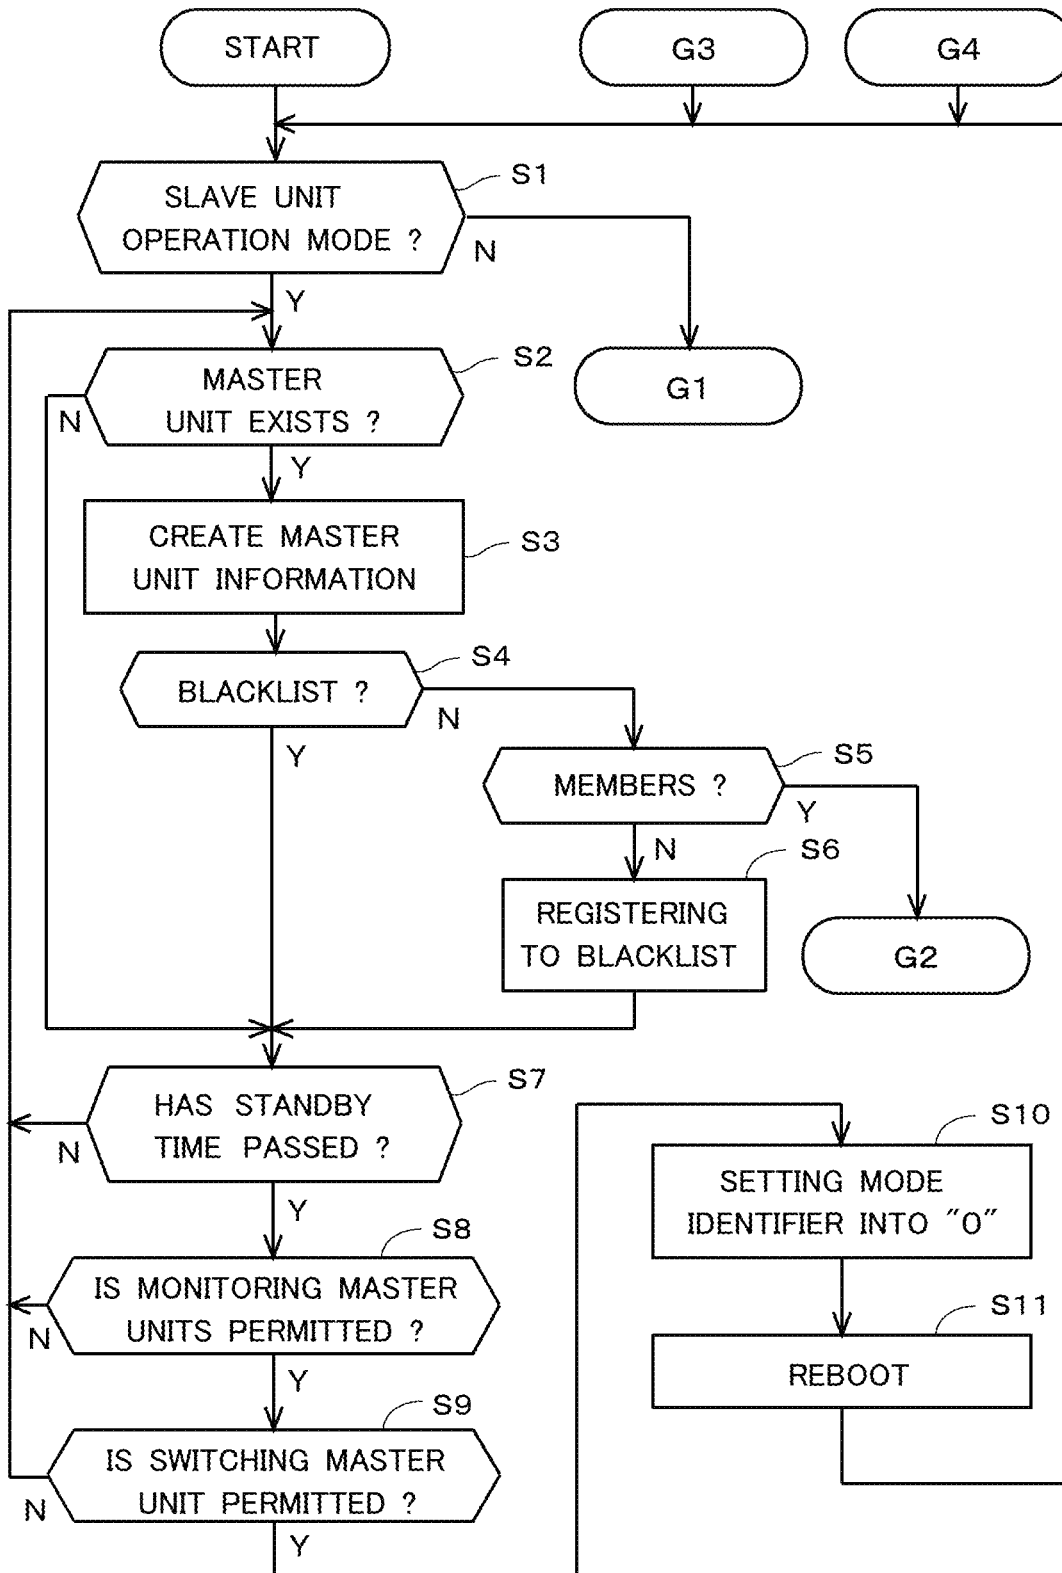 START
G3
G4
S1
SLAVE UNIT
OPERATION MODE ?
N
Y
S2
MASTER
UNIT EXISTS ?
N
G1
Y
CREATE MASTER
UNIT INFORMATION
S3
S4
BLACKLIST ?
N
Y
S5
MEMBERS ?
Y
N
S6
REGISTERING
TO BLACKLIST
G2
S7
HAS STANDBY
TIME PASSED ?
N
Y
S8
IS MONITORING MASTER
UNITS PERMITTED ?
N
Y
S9
IS SWITCHING MASTER
UNIT PERMITTED ?
N
Y
S10
SETTING MODE
IDENTIFIER INTO "0"
S11
REBOOT